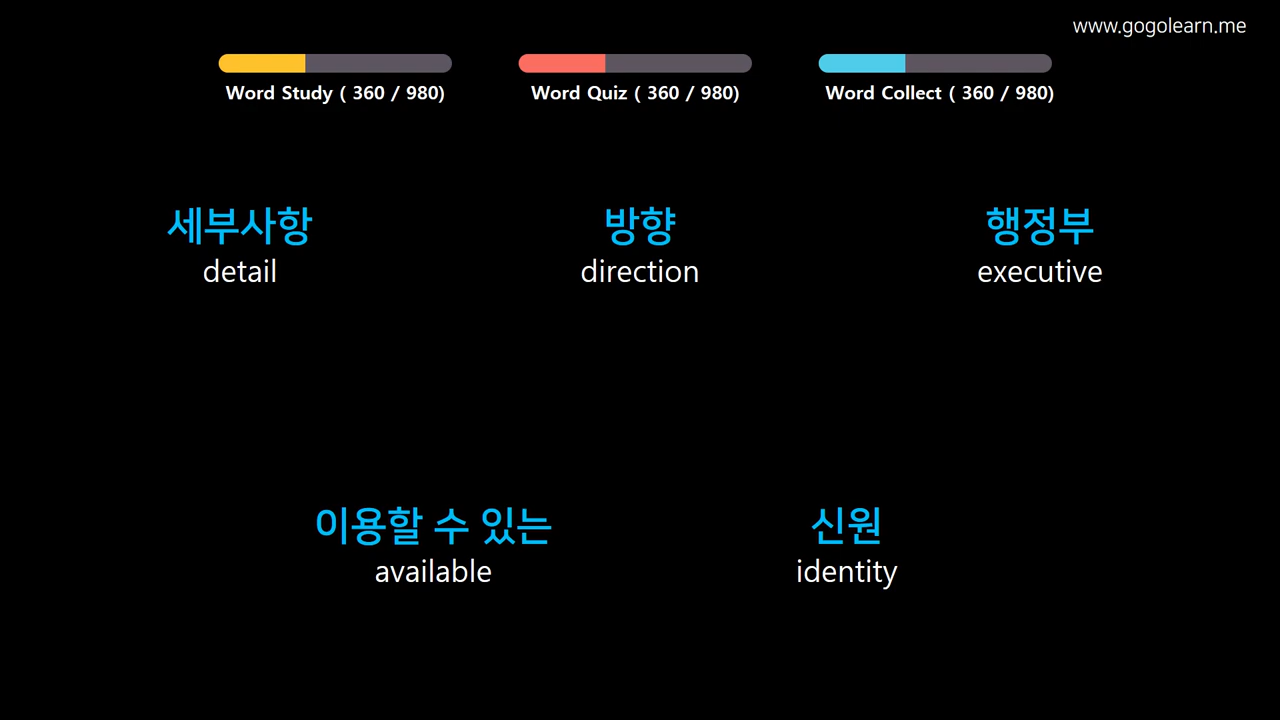 www.gogolearn.me
Word Study ( 360 / 980)
Word Quiz ( 360 / 980)
Word Collect ( 360 / 980)
세부사항
detail
방향
direction
행정부
executive
이용할 수 있는
available
신원
identity